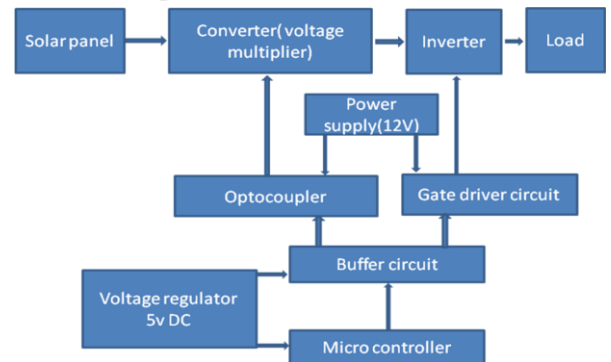 Solar panel
Converter( voltage
multiplier)
Inverter
Load
Power
supply(12V)
Optocoupler
Gate driver circuit
Buffer circuit
Voltage regulator
5v DC
Micro controller